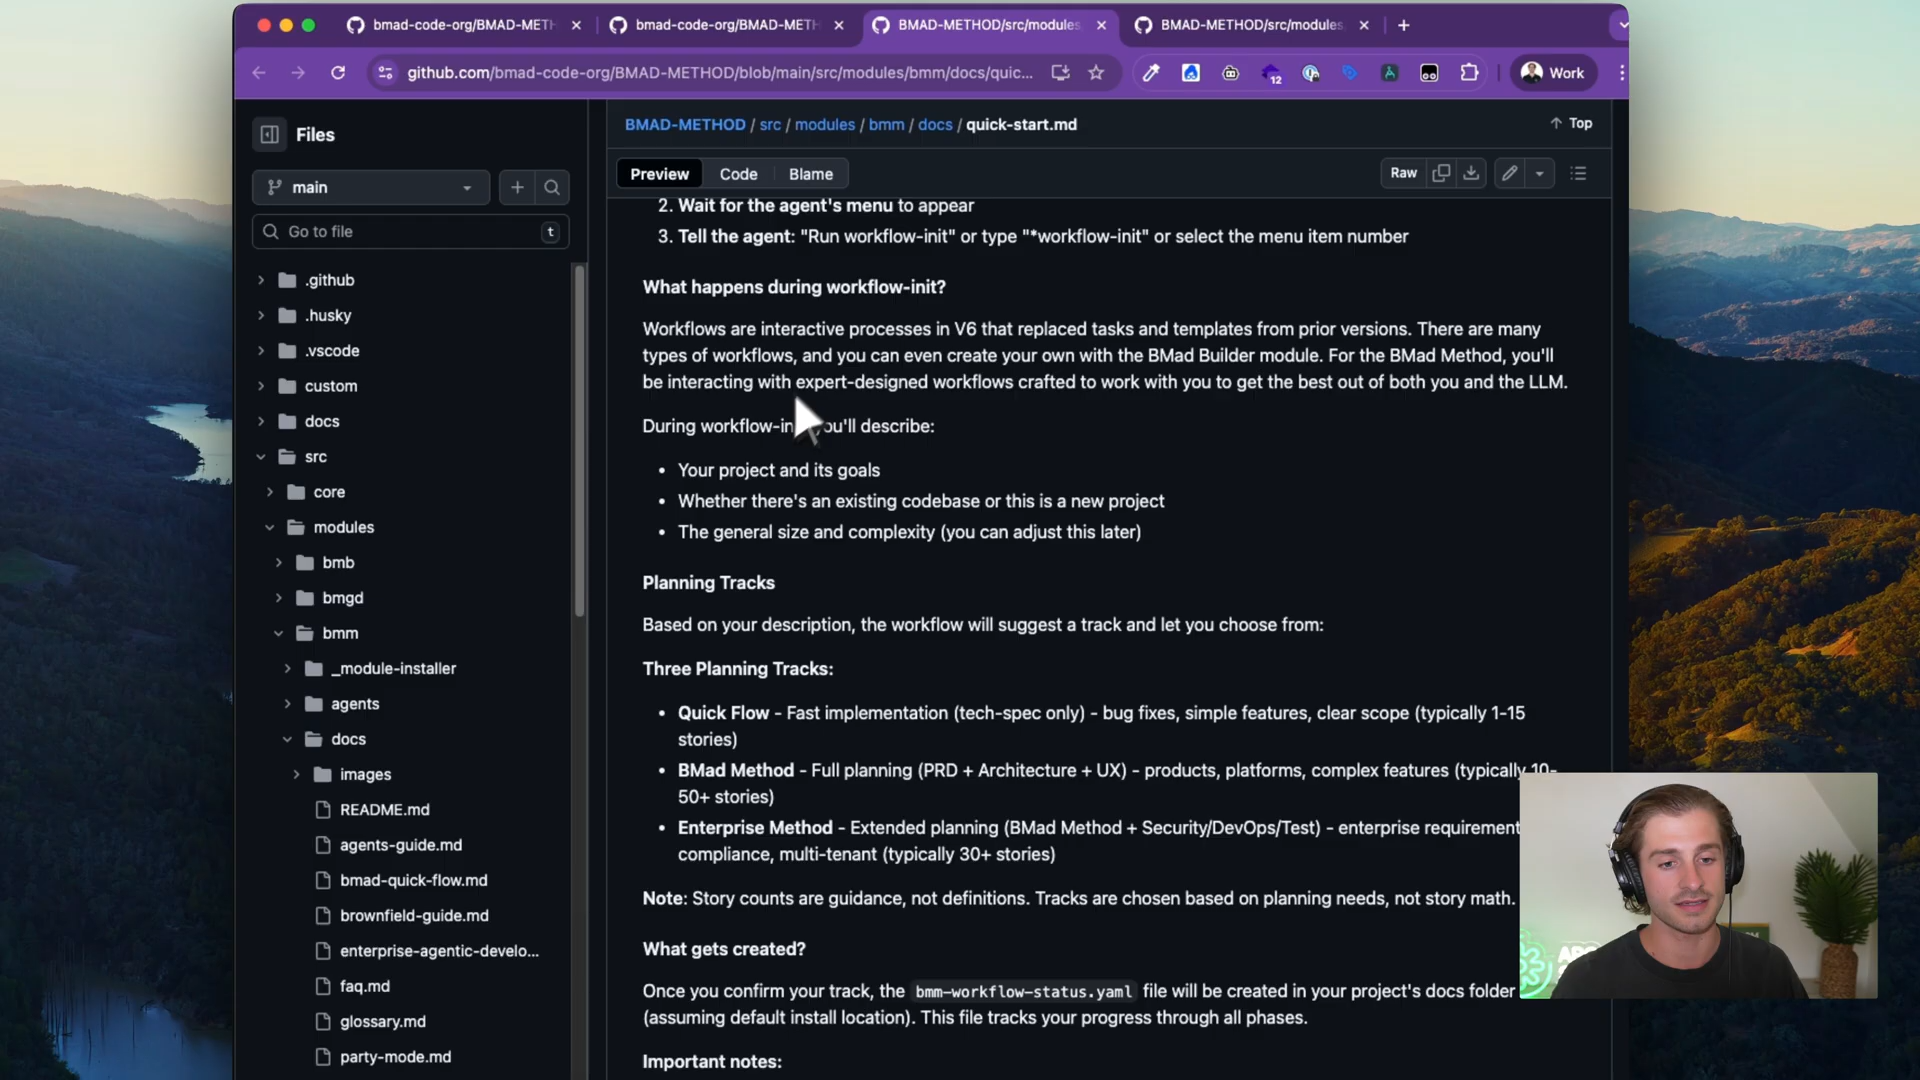 bmad-code-org/BMAD-METH
bmad-code-org/BMAD-METH
BMAD-METHOD/src/modules
BMAD-METHOD/src/modules
github.com/bmad-code-org/BMAD-METHOD/blob/main/src/modules/bmm/docs/quic...
12
Work
Files
main
Go to file
t
.github
.husky
.vscode
custom
docs
src
core
modules
bmb
bmgd
bmm
_module-installer
agents
docs
images
README.md
agents-guide.md
bmad-quick-flow.md
brownfield-guide.md
enterprise-agentic-develo...
faq.md
glossary.md
party-mode.md
BMAD-METHOD / src / modules / bmm / docs / quick-start.md
Top
Preview
Code
Blame
Raw
2. Wait for the agent's menu to appear
3. Tell the agent: "Run workflow-init" or type "*workflow-init" or select the menu item number
What happens during workflow-init?
Workflows are interactive processes in V6 that replaced tasks and templates from prior versions. There are many
types of workflows, and you can even create your own with the BMad Builder module. For the BMad Method, you'll
be interacting with expert-designed workflows crafted to work with you to get the best out of both you and the LLM.
During workflow-in ou'll describe:
• Your project and its goals
• Whether there's an existing codebase or this is a new project
• The general size and complexity (you can adjust this later)
Planning Tracks
Based on your description, the workflow will suggest a track and let you choose from:
Three Planning Tracks:
• Quick Flow - Fast implementation (tech-spec only) - bug fixes, simple features, clear scope (typically 1-15
stories)
• BMad Method - Full planning (PRD + Architecture + UX) - products, platforms, complex features (typically 10-
50+ stories)
• Enterprise Method - Extended planning (BMad Method + Security/DevOps/Test) - enterprise requirement
compliance, multi-tenant (typically 30+ stories)
Note: Story counts are guidance, not definitions. Tracks are chosen based on planning needs, not story math.
What gets created?
Once you confirm your track, the bmm-workflow-status.yaml file will be created in your project's docs folder
(assuming default install location). This file tracks your progress through all phases.
Important notes: